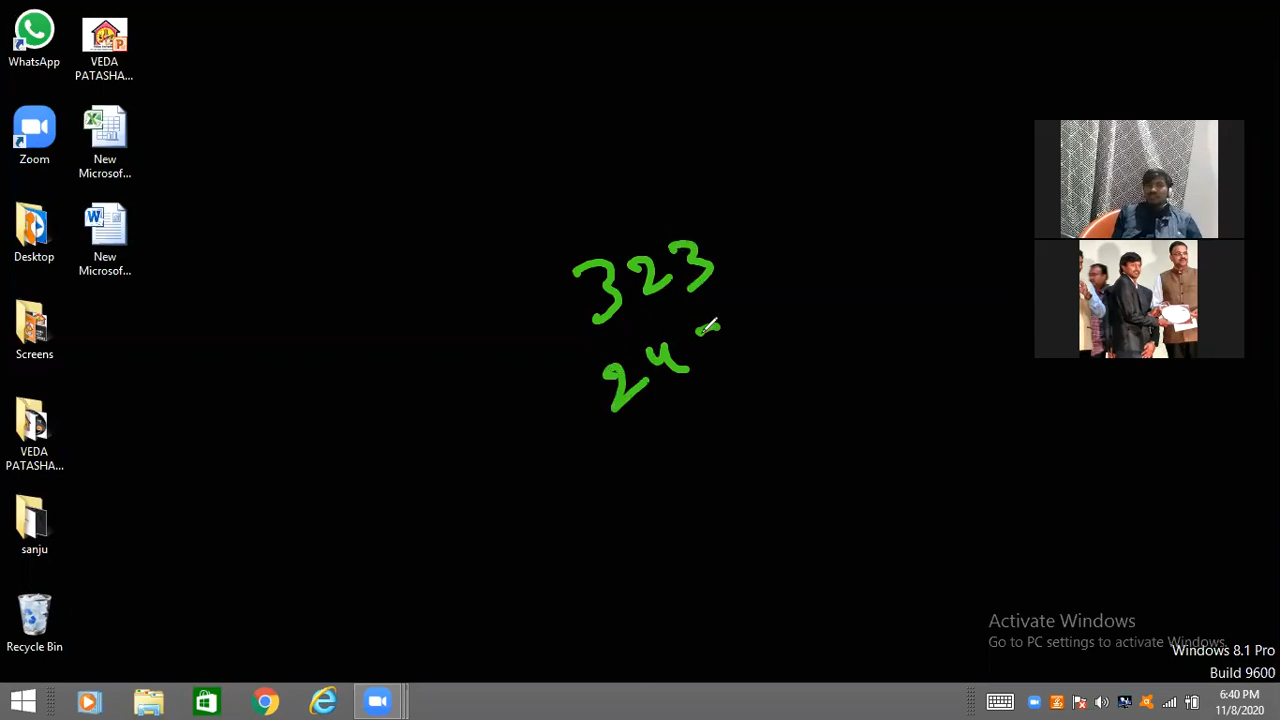 WhatsApp
VEDA
PATASHA...
Zoom
New
Microsof...
Desktop
New
Microsof...
Screens
VEDA
PATASHA...
sanju
Recycle Bin
323
24
Activate Windows
Go to PC settings to activate Windows.
Windows 8.1 Pro
Build 9600
6:40 PM
11/8/2020